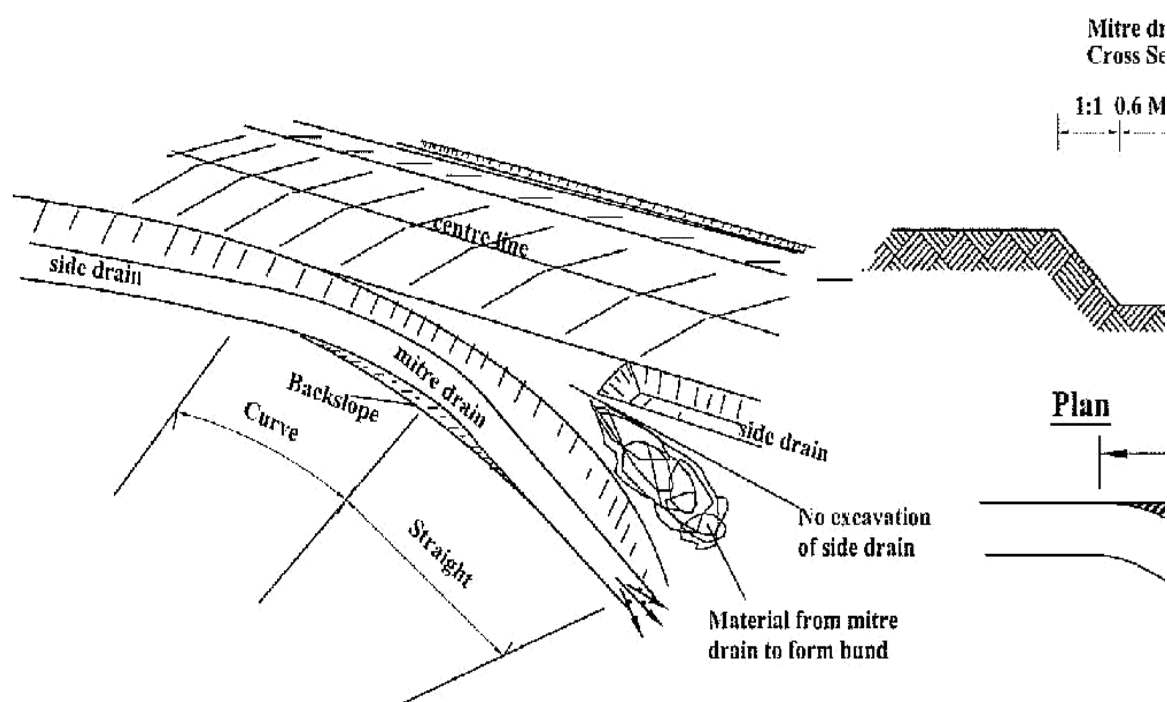 Mitre dr
Cross Se
1:1 0.6 M
centre line
side drain
mitre drain
Backslope
Curve
side drain
Plan
No excavation
of side drain
Straight
Material from mitre
drain to form bund